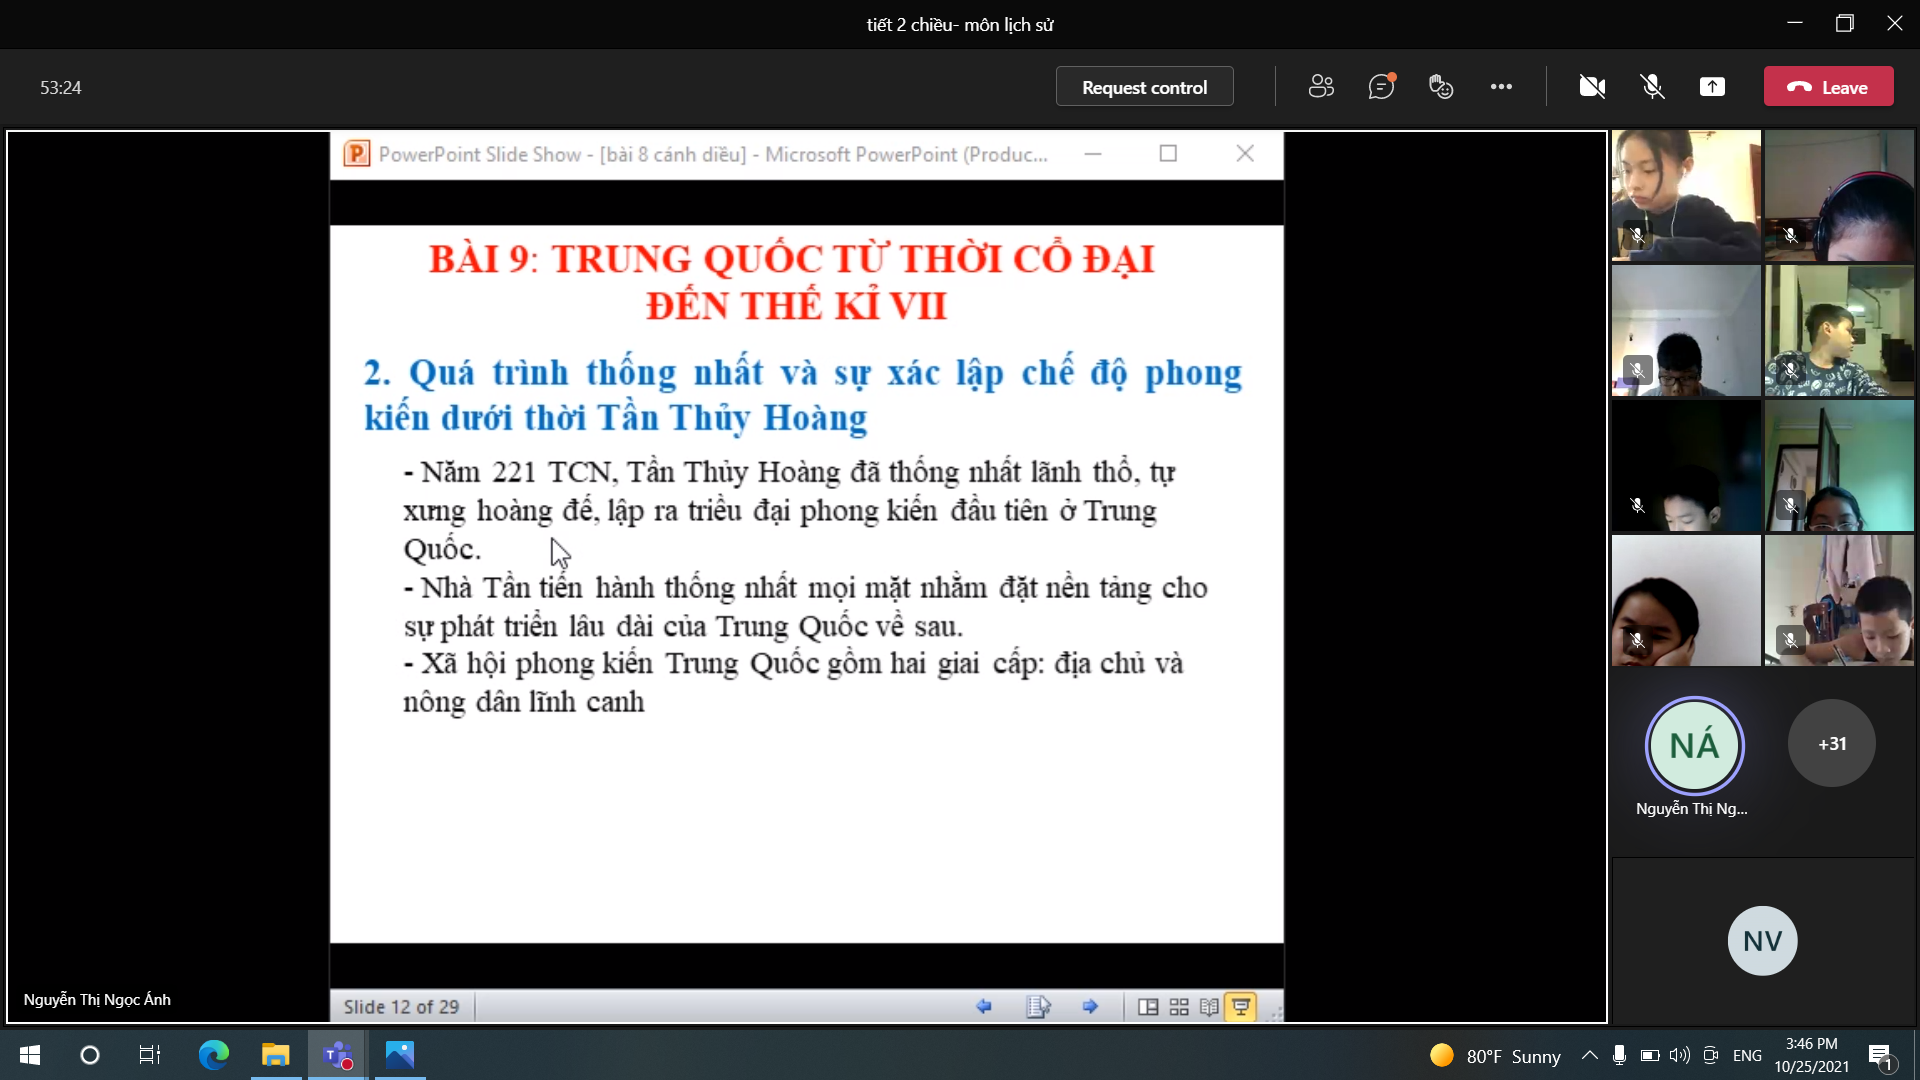 tiết 2 chiều- môn lịch sử
53:24
Request control
Leave
PowerPoint Slide Show - [bài 8 cánh diều] - Microsoft PowerPoint (Produc...
BÀI 9: TRUNG QUỐC TỪ THỜI CỔ ĐẠI
ĐẾN THẾ KỈ VII
2. Quá trình thống nhất và sự xác lập chế độ phong
kiến dưới thời Tần Thủy Hoàng
- Năm 221 TCN, Tần Thủy Hoàng đã thống nhất lãnh thổ, tự
xưng hoàng đế, lập ra triều đại phong kiến đầu tiên ở Trung
Quốc.
- Nhà Tần tiến hành thống nhất mọi mặt nhằm đặt nền tảng cho
sự phát triển lâu dài của Trung Quốc về sau.
- Xã hội phong kiến Trung Quốc gồm hai giai cấp: địa chủ và
nông dân lĩnh canh
NÁ
+31
Nguyễn Thị Ng...
NV
Nguyễn Thị Ngọc Ánh
Slide 12 of 29
80°F Sunny
ENG
3:46 PM
10/25/2021
1